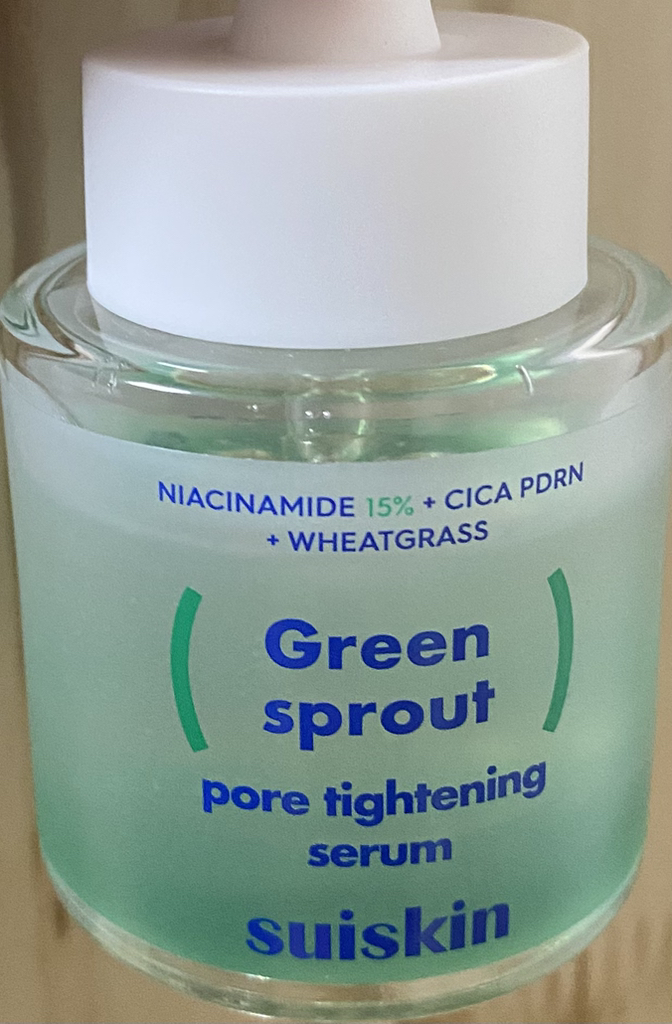 NIACINAMIDE 15% + CICA PDRN
+ WHEATGRASS
( Green
sprout )
pore tightening
serum
suiskin